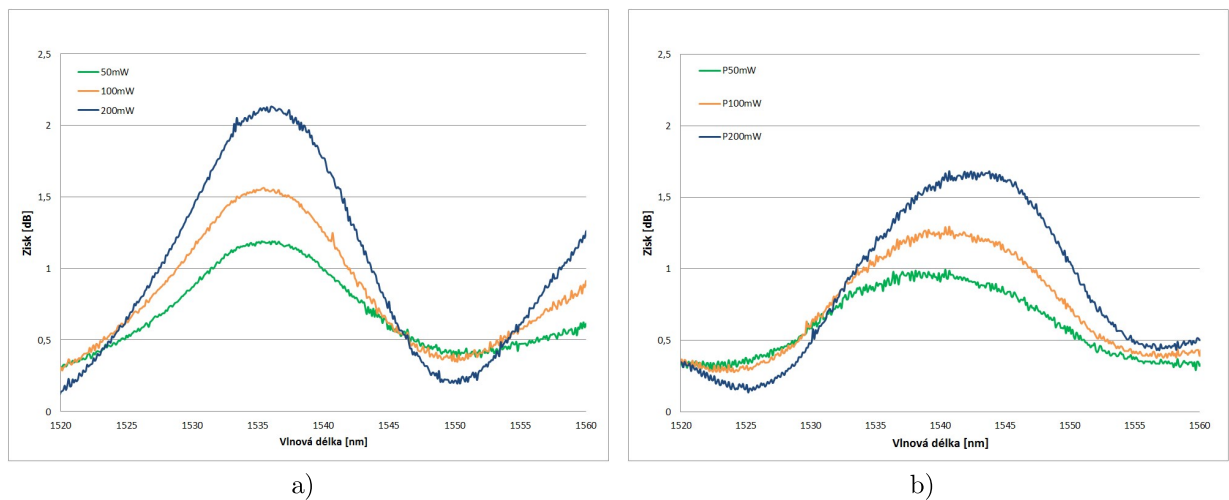 2,5
2
1,5
1
0,5
0
Zisk [dB]
50mW
100mW
200mW
1520 1525 1530 1535 1540 1545 1550 1555 1560
Vlnová délka [nm]
a)
2,5
2
1,5
1
0,5
0
Zisk [dB]
P50mW
P100mW
P200mW
1520 1525 1530 1535 1540 1545 1550 1555 1560
Vlnová délka [nm]
b)